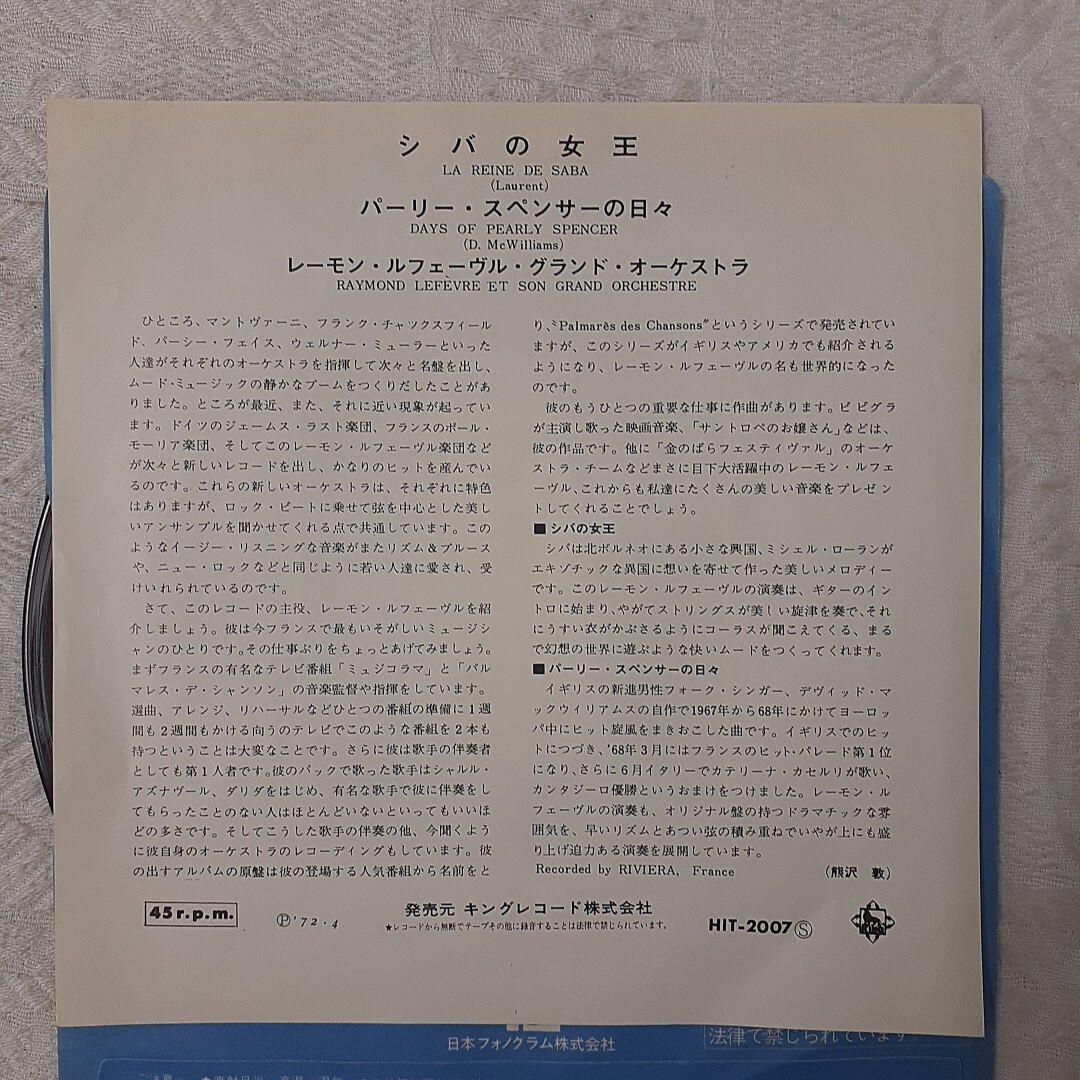 シバの女王
LA REINE DE SABA
(Laurent)
パーリー・スペンサーの日々
DAYS OF PEARLY SPENCER
(D. McWilliams)
レーモン・ルフェーヴル・グランド・オーケストラ
RAYMOND LEFÈVRE ET SON GRAND ORCHESTRE
ひところ、マントヴァーニ、フランク・チャックスフィール
ド、パーシー・フェイス、ウェルナー・ミューラーといった
人達がそれぞれのオーケストラを指揮して次々と名盤を出し、
ムード・ミュージックの静かなブームをつくりだしたことがあ
りました。ところが最近、また、それに近い現象が起ってい
ます。ドイツのジェームス・ラスト楽団、フランスのポール・
モーリア楽団、そしてこのレーモン・ルフェーヴル楽団など
が次々と新しいレコードを出し、かなりのヒットを産んでい
るのです。これらの新しいオーケストラは、それぞれに特色
はありますが、ロック・ビートに乗せて弦を中心とした美し
いアンサンブルを聞かせてくれる点で共通しています。この
ようなイージー・リスニングな音楽がまたリズム＆ブルース
や、ニュー・ロックなどと同じように若い人達に愛され、受
けいれられているのです。
さて、このレコードの主役、レーモン・ルフェーヴルを紹
介しましょう。彼は今フランスで最もいそがしいミュージシ
ャンのひとりです。その仕事ぶりをちょっとあげてみましょう。
まずフランスの有名なテレビ番組「ミュジコラマ」と「パル
マレス・デ・シャンソン」の音楽監督や指揮をしています。
選曲、アレンジ、リハーサルなどひとつの番組の準備に1週
間も2週間もかける向うのテレビでこのような番組を2本も
持つということは大変なことです。さらに彼は歌手の伴奏者
としても第1人者です。彼のバックで歌った歌手はシャルル・
アズナヴール、ダリダをはじめ、有名な歌手で彼に伴奏をし
てもらったことのない人はほとんどいないといってもいいほ
どの多さです。そしてこうした歌手の伴奏の他、今聞くよう
に彼自身のオーケストラのレコーディングもしています。彼
の出すアルバムの原盤は彼の登場する人気番組から名前をと
り、"Palmarès des Chansons"というシリーズで発売されてい
ますが、このシリーズがイギリスやアメリカでも紹介される
ようになり、レーモン・ルフェーヴルの名も世界的になった
のです。
彼のもうひとつの重要な仕事に作曲があります。ビビグラ
が主演し歌った映画音楽、「サントロペのお嬢さん」などは、
彼の作品です。他に「金のばらフェスティヴァル」のオーケ
ストラ・チームなどまさに目下大活躍中のレーモン・ルフェ
ーヴル、これからも私達にたくさんの美しい音楽をプレゼン
トしてくれることでしょう。
■シバの女王
シバは北ボルネオにある小さな興国、ミシェル・ローランが
エキゾチックな異国に想いを寄せて作った美しいメロディー
です。このレーモン・ルフェーヴルの演奏は、ギターのイン
トロに始まり、やがてストリングスが美しい旋律を奏で、それ
にうすい衣がかぶさるようにコーラスが聞こえてくる、まる
で幻想の世界に遊ぶような快いムードをつくってくれます。
■パーリー・スペンサーの日々
イギリスの新進男性フォーク・シンガー、デヴィッド・マ
ックウィリアムスの自作で1967年から68年にかけてヨーロッ
パ中にヒット旋風をまきおこした曲です。イギリスでのヒッ
トにつづき、'68年3月にはフランスのヒット・パレード第1位
になり、さらに6月イタリーでカテリーナ・カセルリが歌い、
カンタジーロ優勝というおまけをつけました。レーモン・ル
フェーヴルの演奏も、オリジナル盤の持つドラマチックな雰
囲気を、早いリズムとあつい弦の積み重ねでいやが上にも盛
り上げ迫力ある演奏を展開しています。
Recorded by RIVIERA, France (熊沢 敦)
45 r.p.m.
Ⓟ'72・4
発売元 キングレコード株式会社
★レコードから無断でテープその他に録音することは法律で禁じられています。
HIT-2007Ⓢ
日本フォノグラム株式会社
法律で禁じられています